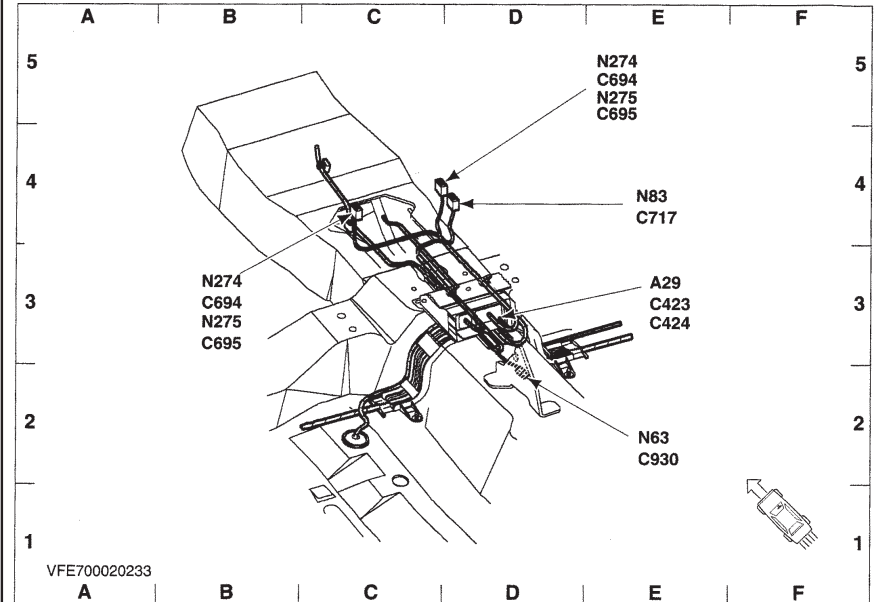 A B C D E F
5 5
N274
C694
N275
C695
4 4
N83
C717
N274
C694
N275
C695
3 3
A29
C423
C424
2 2
N63
C930
1 1
VFE700020233
A B C D E F